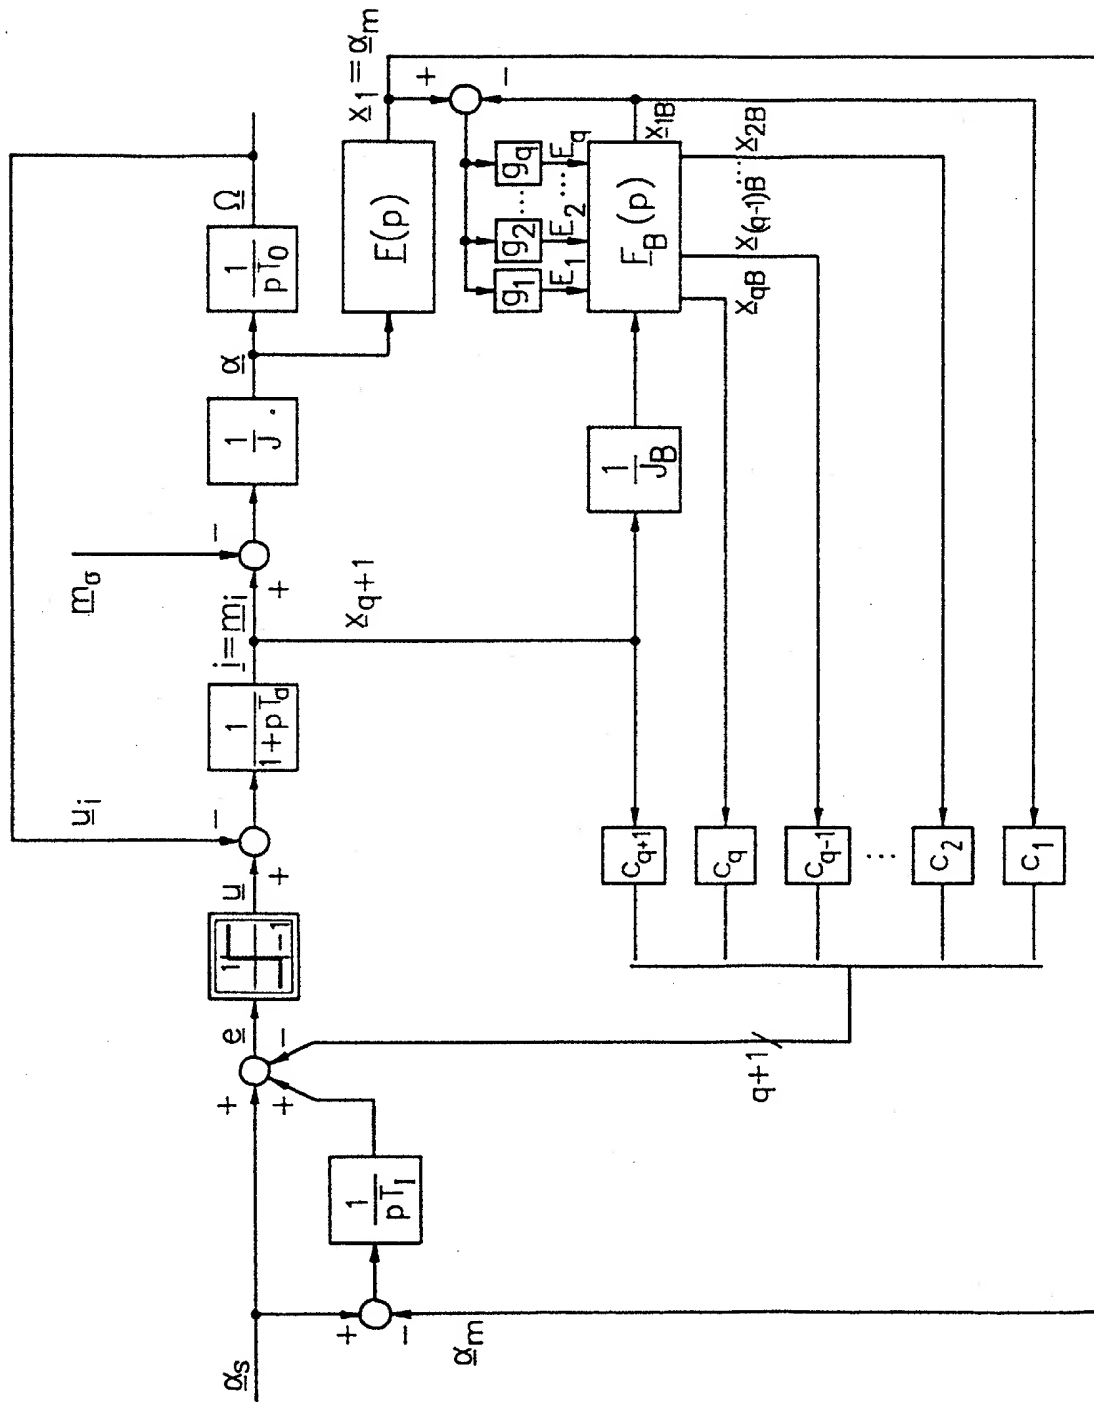 α_s
+
-
α_m
1/(pT_I)
+
+
-
e
1
-1
u
+
-
u_i
1/(1+pT_a)
i=m_i
+
-
m_σ
1/J
α
1/(pT_0)
Ω
F(p)
x_1=α_m
+
-
g_1
g_2
....
g_q
E_1
E_2
...
E_q
F_B(p)
x_1B
x_2B
....
x_(q-1)B
x_qB
1/J_B
x_q+1
c_q+1
c_q
c_q-1
...
c_2
c_1
q+1